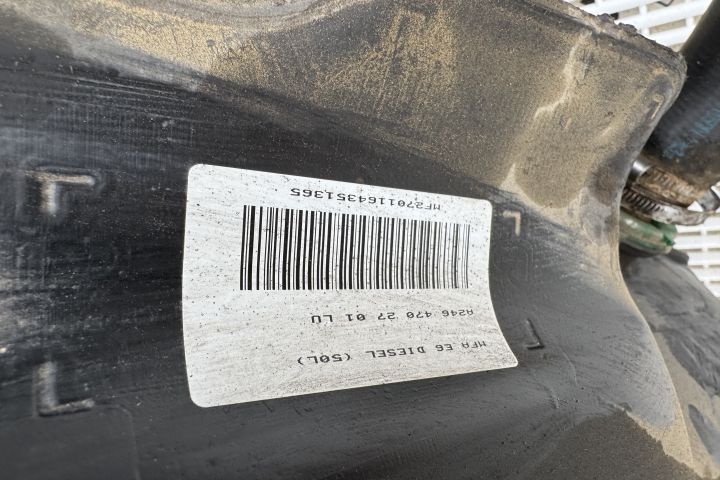 MFA E6 DIESEL (50L)
A246 470 27 01 LU
MF2701164351365